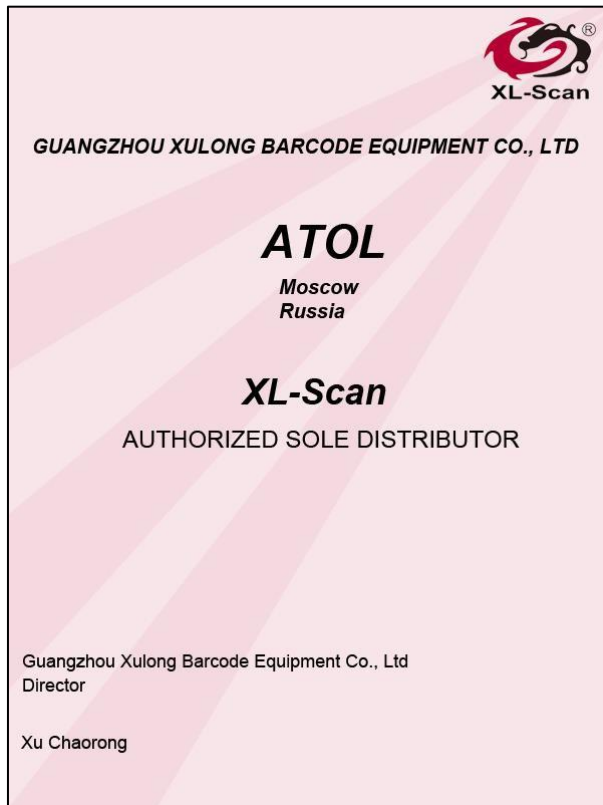 ®
XL-Scan
GUANGZHOU XULONG BARCODE EQUIPMENT CO., LTD
ATOL
Moscow
Russia
XL-Scan
AUTHORIZED SOLE DISTRIBUTOR
Guangzhou Xulong Barcode Equipment Co., Ltd
Director
Xu Chaorong